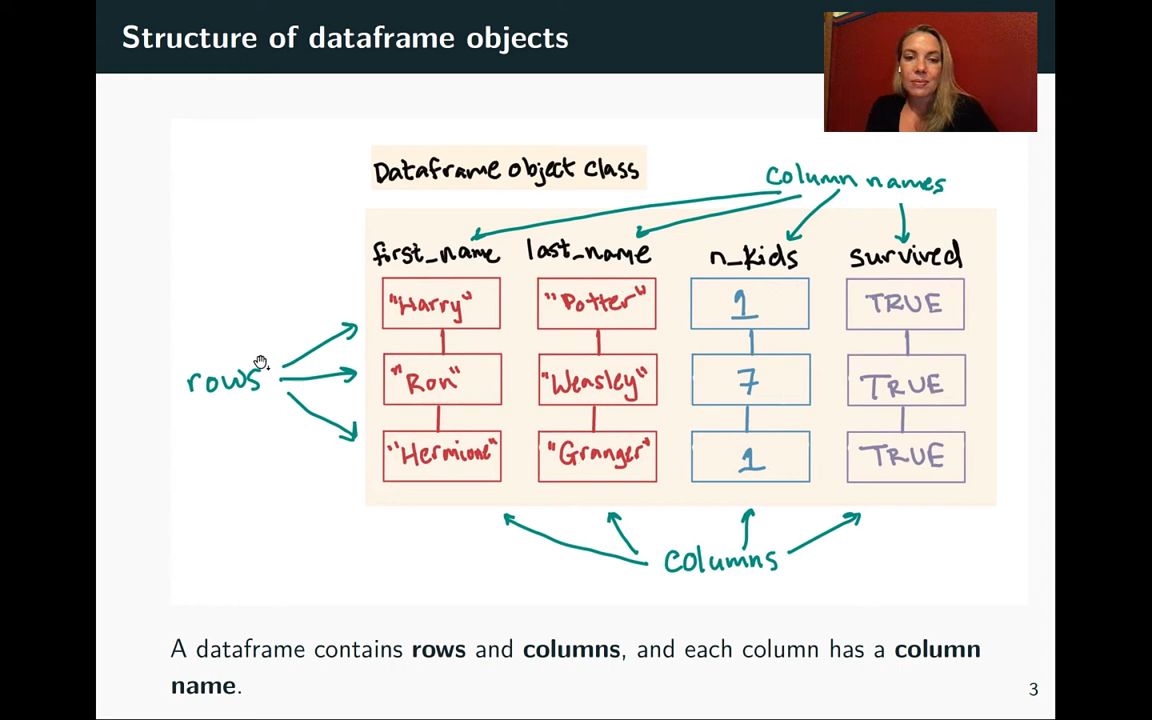 Structure of dataframe objects
Dataframe object class
Column names
first_name last_name n_kids survived
"Harry" "Potter" 1 TRUE
rows
"Ron" "Weasley" 7 TRUE
"Hermione" "Granger" 1 TRUE
Columns
A dataframe contains rows and columns, and each column has a column
name.
3